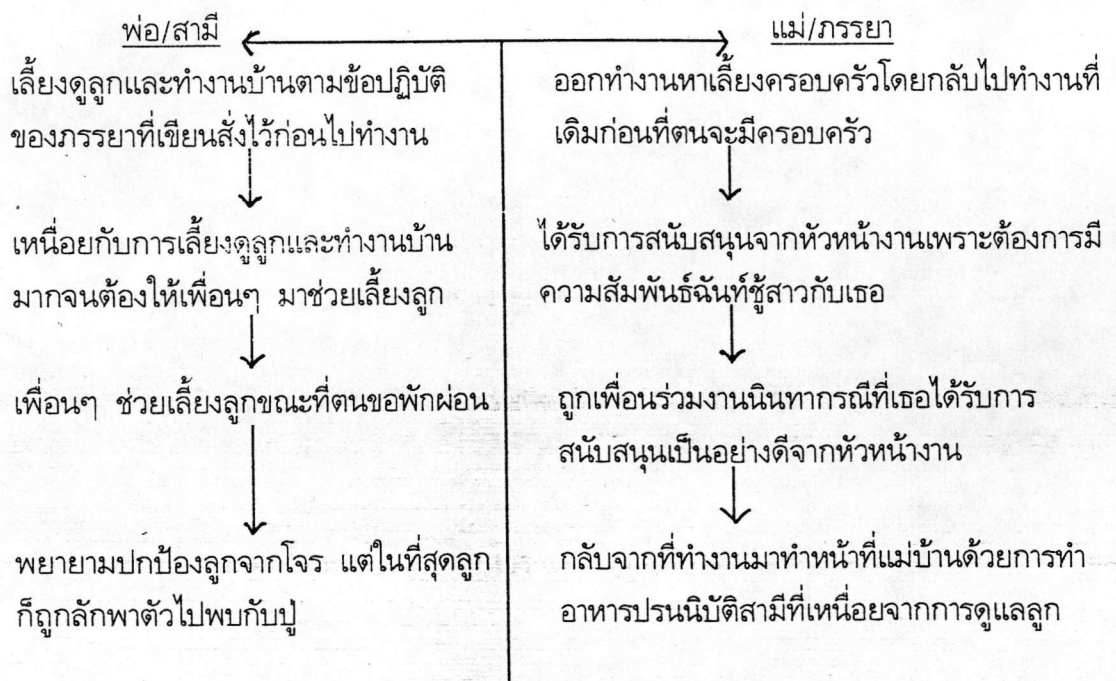 พ่อ/สามี
เลี้ยงดูลูกและทำงานบ้านตามข้อปฏิบัติ
ของภรรยาที่เขียนสั่งไว้ก่อนไปทำงาน
เหนื่อยกับการเลี้ยงดูลูกและทำงานบ้าน
มากจนต้องให้เพื่อนๆ มาช่วยเลี้ยงลูก
เพื่อนๆ ช่วยเลี้ยงลูกขณะที่ตนขอพักผ่อน
พยายามปกป้องลูกจากโจร แต่ในที่สุดลูก
ก็ถูกลักพาตัวไปพบกับปู่
แม่/ภรรยา
ออกทำงานหาเลี้ยงครอบครัวโดยกลับไปทำงานที่
เดิมก่อนที่ตนจะมีครอบครัว
ได้รับการสนับสนุนจากหัวหน้างานเพราะต้องการมี
ความสัมพันธ์ฉันท์ชู้สาวกับเธอ
ถูกเพื่อนร่วมงานนินทากรณีที่เธอได้รับการ
สนับสนุนเป็นอย่างดีจากหัวหน้างาน
กลับจากที่ทำงานมาทำหน้าที่แม่บ้านด้วยการทำ
อาหารปรนนิบัติสามีที่เหนื่อยจากการดูแลลูก